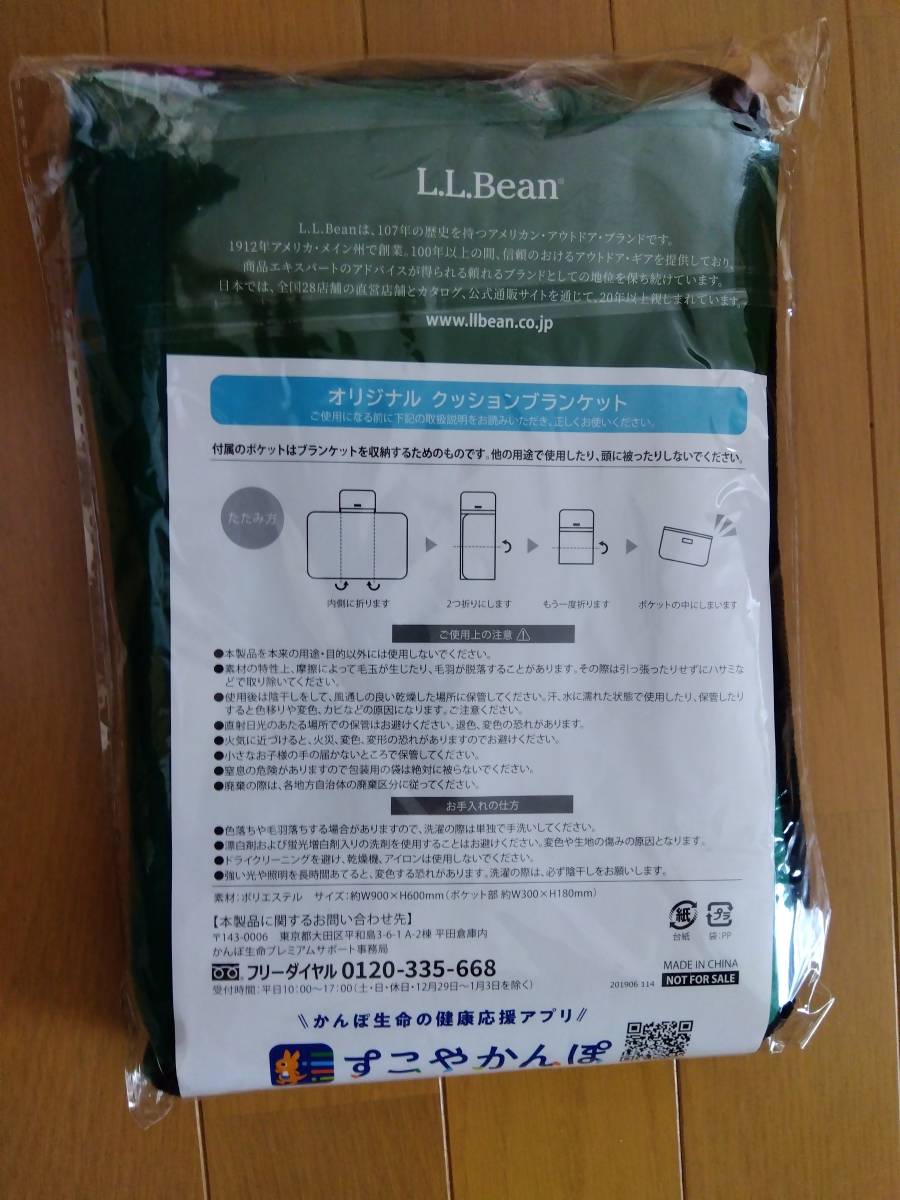 L.L.Bean®
L.L.Beanは、107年の歴史を持つアメリカン・アウトドア・ブランドです。
1912年アメリカ・メイン州で創業。100年以上の間、信頼のおけるアウトドア・ギアを提供しており、
商品エキスパートのアドバイスが得られる頼れるブランドとしての地位を保ち続けています。
日本では、全国28店舗の直営店舗とカタログ、公式通販サイトを通じて、20年以上親しまれています。
www.llbean.co.jp
オリジナル クッションブランケット
ご使用になる前に下記の取扱説明をお読みいただき、正しくお使いください。
付属のポケットはブランケットを収納するためのものです。他の用途で使用したり、頭に被ったりしないでください。
たたみ方
内側に折ります
2つ折りにします
もう一度折ります
ポケットの中にしまいます
ご使用上の注意
●本製品を本来の用途・目的以外には使用しないでください。
●素材の特性上、摩擦によって毛玉が生じたり、毛羽が脱落することがあります。その際は引っ張ったりせずにハサミな
どで取り除いてください。
●使用後は陰干しをして、風通しの良い乾燥した場所に保管してください。汗、水に濡れた状態で使用したり、保管したり
すると色移りや変色、カビなどの原因になります。ご注意ください。
●直射日光のあたる場所での保管はお避けください。退色、変色の恐れがあります。
●火気に近づけると、火災、変色、変形の恐れがありますのでお避けください。
●小さなお子様の手の届かないところで保管してください。
●窒息の危険がありますので包装用の袋は絶対に被らないでください。
●廃棄の際は、各地方自治体の廃棄区分に従ってください。
お手入れの仕方
●色落ちや毛羽落ちする場合がありますので、洗濯の際は単独で手洗いしてください。
●漂白剤および蛍光増白剤入りの洗剤を使用することはお避けください。変色や生地の傷みの原因となります。
●ドライクリーニングを避け、乾燥機、アイロンは使用しないでください。
●強い光や照明を長時間あてると、変色する恐れがあります。洗濯の際は、必ず陰干しをお願いします。
素材:ポリエステル サイズ:約W900×H600mm(ポケット部 約W300×H180mm)
【本製品に関するお問い合わせ先】
〒143-0006 東京都大田区平和島3-6-1 A-2棟 平田倉庫内
かんぽ生命プレミアムサポート事務局
フリーダイヤル 0120-335-668
受付時間:平日10:00〜17:00(土・日・休日・12月29日〜1月3日を除く)
紙
台紙
プラ
袋:PP
MADE IN CHINA
201906 114
NOT FOR SALE
\\かんぽ生命の健康応援アプリ//
すこやかんぽ